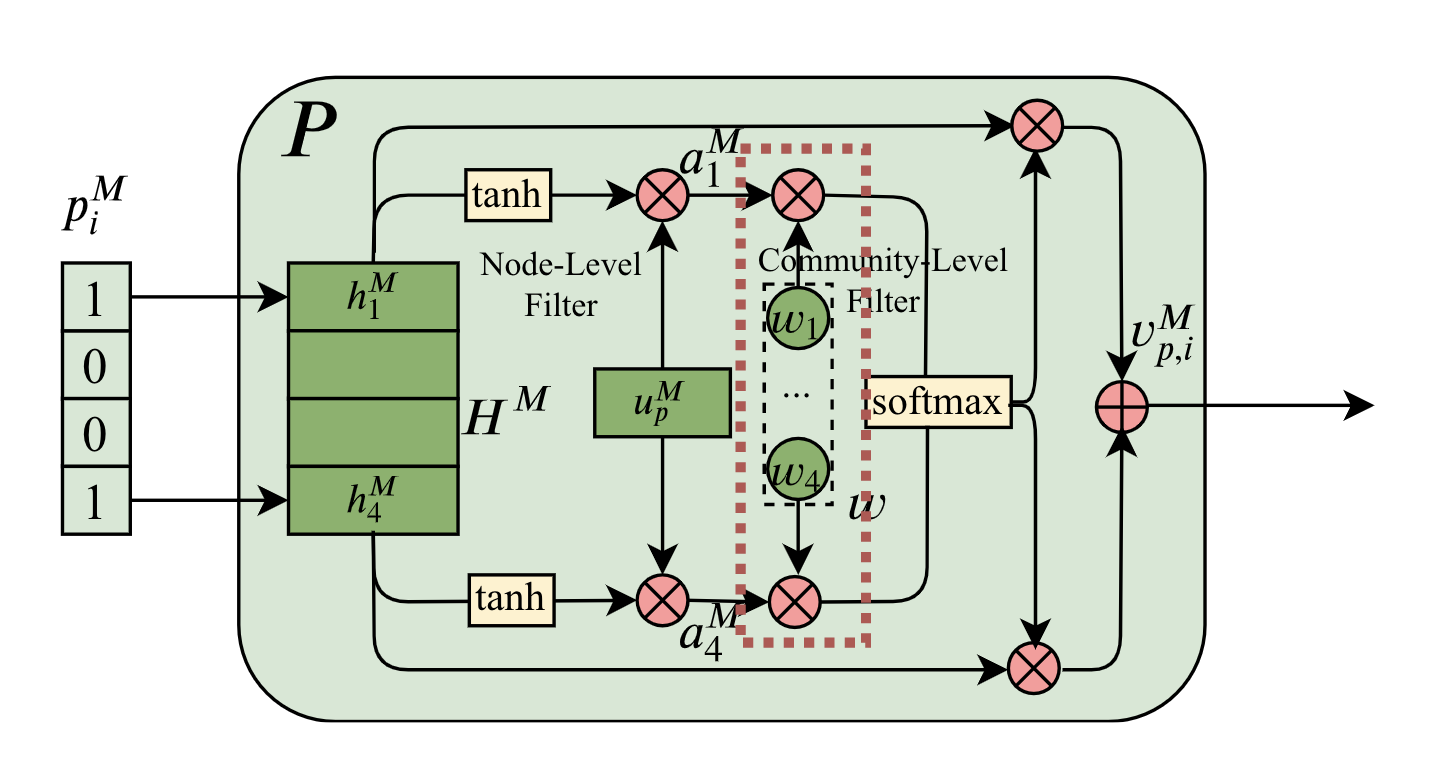 P
p_i^M
1
0
0
1
h_1^M
h_4^M
H^M
tanh
tanh
a_1^M
a_4^M
Node-Level
Filter
u_p^M
Community-Level
Filter
w_1
...
w_4
w
softmax
v_{p,i}^M